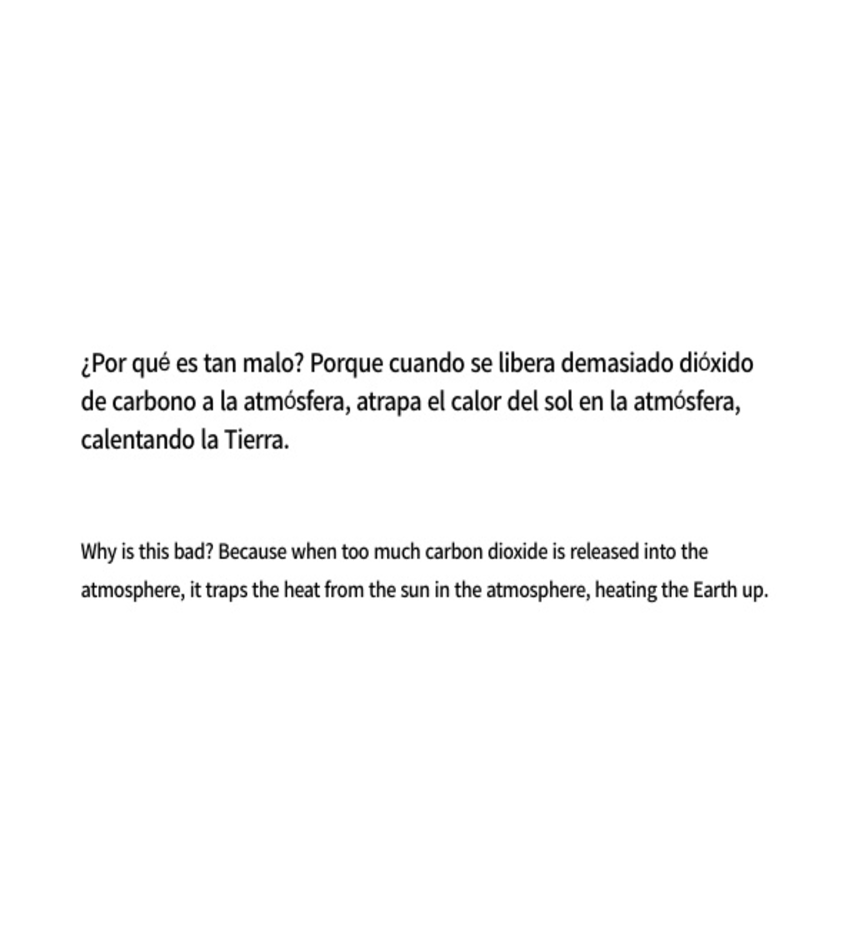 ¿Por qué es tan malo? Porque cuando se libera demasiado dióxido
de carbono a la atmósfera, atrapa el calor del sol en la atmósfera,
calentando la Tierra.
Why is this bad? Because when too much carbon dioxide is released into the
atmosphere, it traps the heat from the sun in the atmosphere, heating the Earth up.